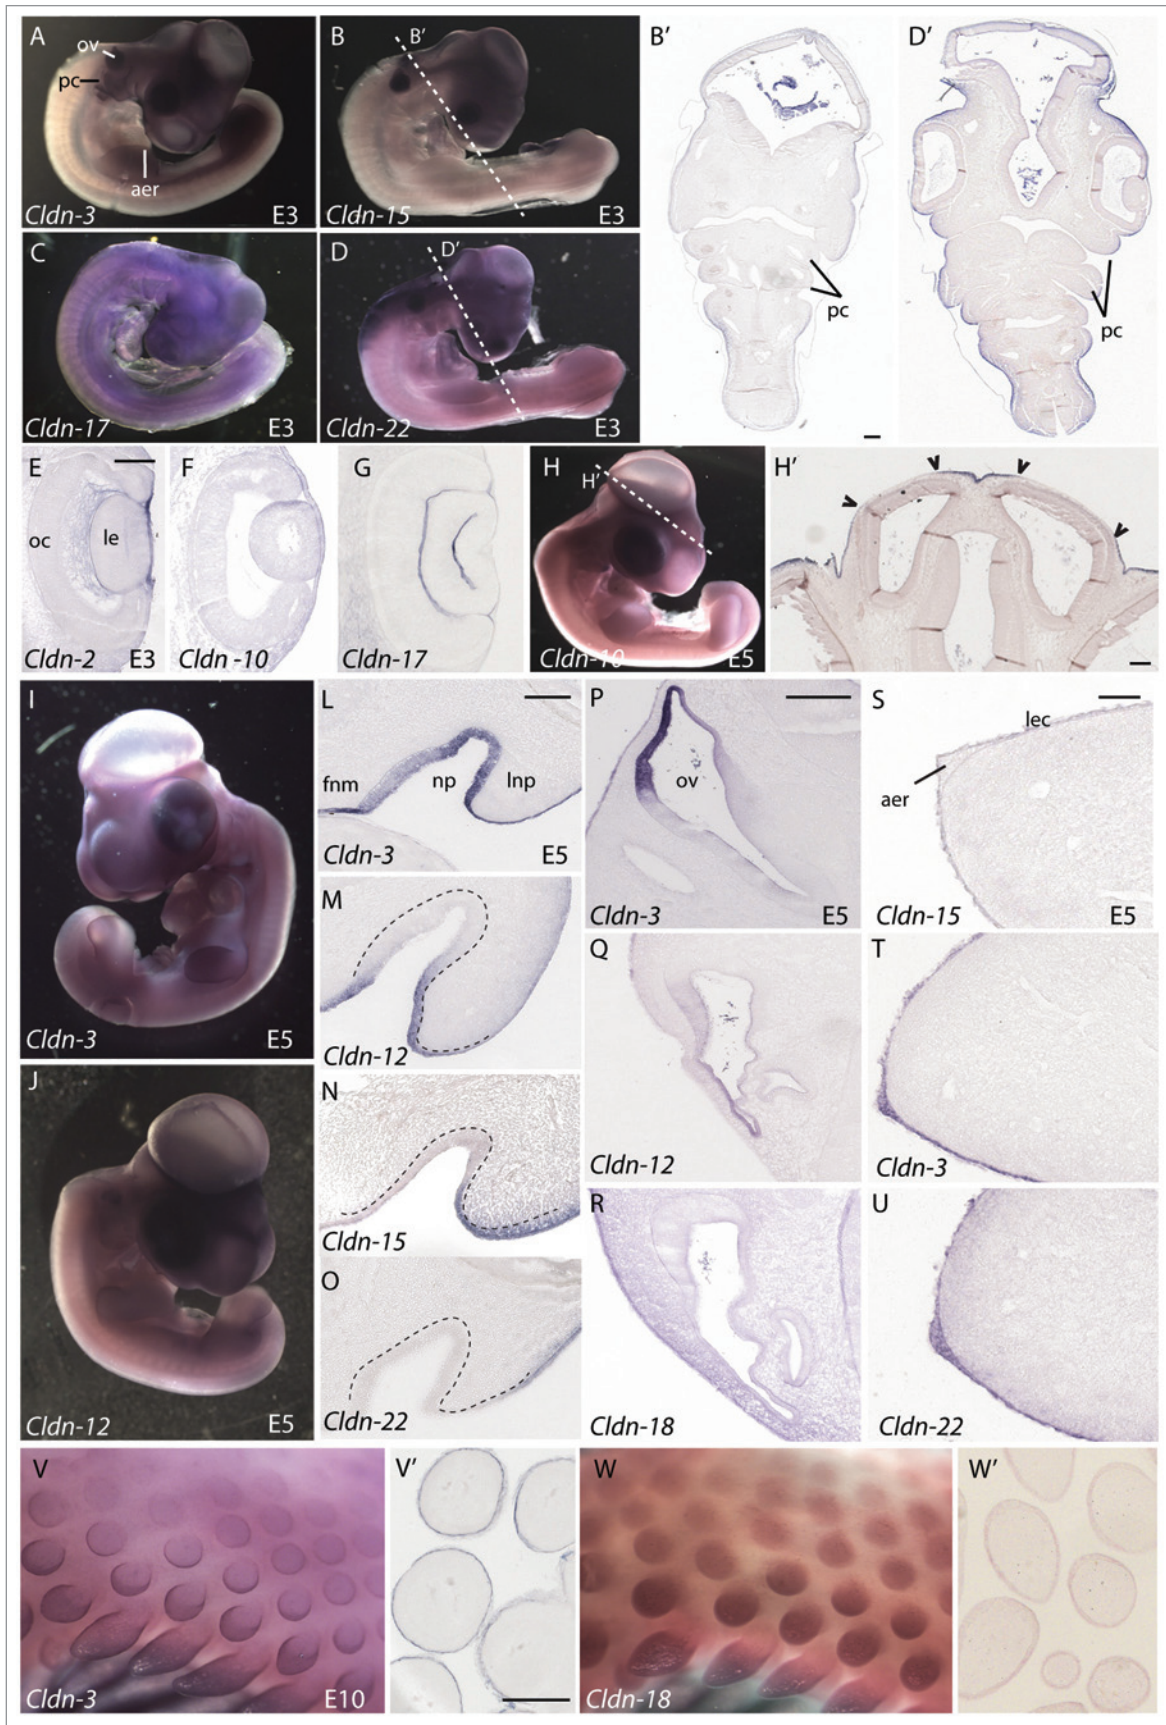 A
ov
pc
aer
Cldn-3 E3
B
B'
Cldn-15 E3
B'
pc
D'
pc
C
Cldn-17 E3
D
D'
Cldn-22 E3
E
oc
le
Cldn-2 E3
F
Cldn -10
G
Cldn-17
H
H'
Cldn-10 E5
H'
I
Cldn-3 E5
J
Cldn-12 E5
L
fnm
np
lnp
Cldn-3 E5
M
Cldn-12
N
Cldn-15
O
Cldn-22
P
ov
Cldn-3 E5
Q
Cldn-12
R
Cldn-18
S
lec
aer
Cldn-15 E5
T
Cldn-3
U
Cldn-22
V
Cldn-3 E10
V'
W
Cldn-18
W'